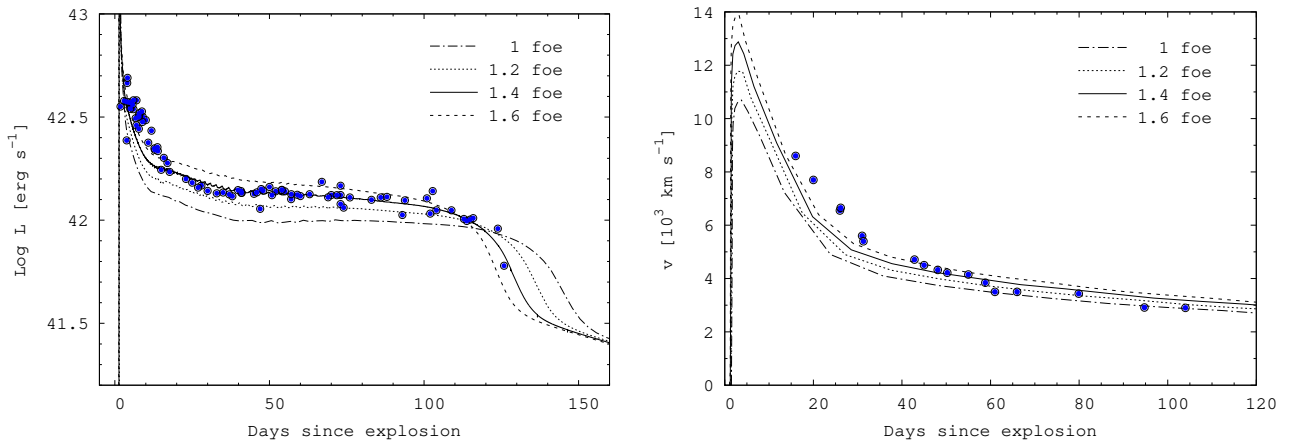 1 foe
1.2 foe
1.4 foe
1.6 foe
Log L [erg s⁻¹]
43
42.5
42
41.5
0 50 100 150
Days since explosion
1 foe
1.2 foe
1.4 foe
1.6 foe
v [10³ km s⁻¹]
14
12
10
8
6
4
2
0
0 20 40 60 80 100 120
Days since explosion